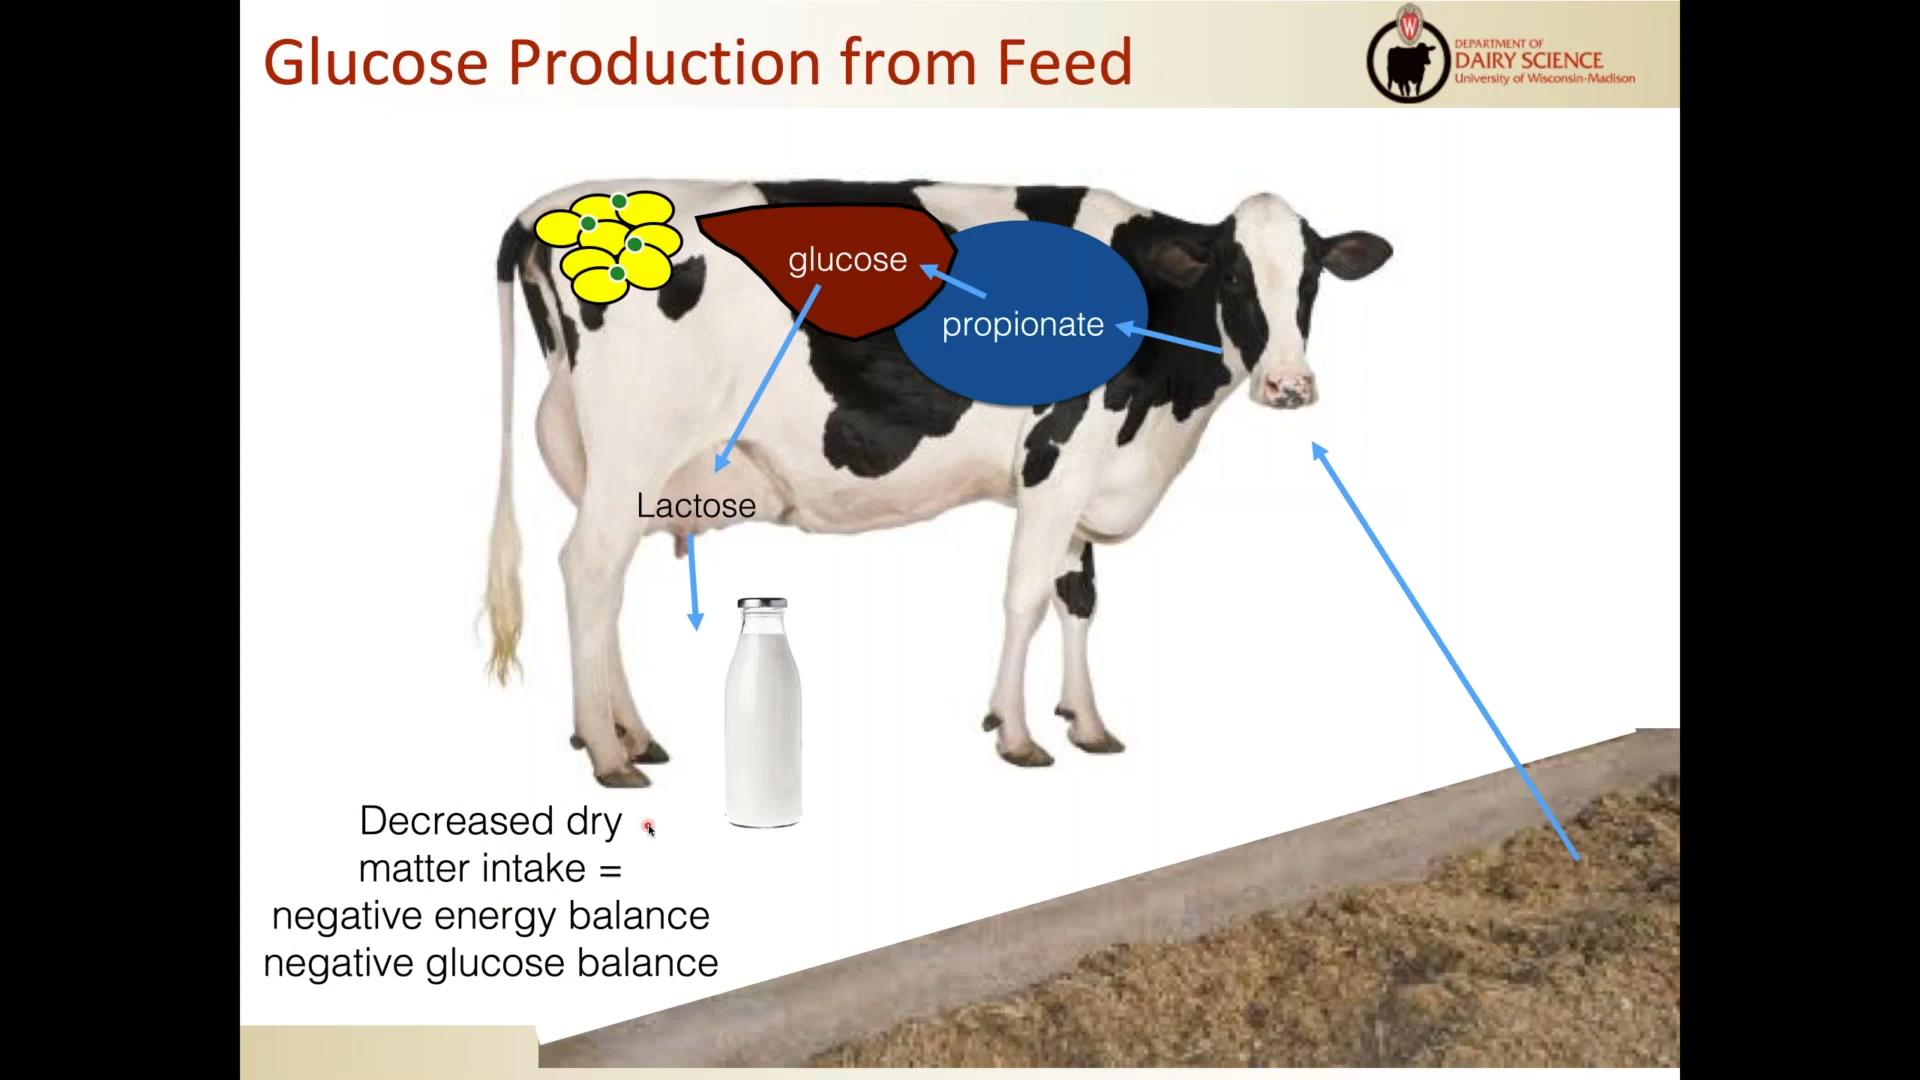 Glucose Production from Feed
W
DEPARTMENT OF
DAIRY SCIENCE
University of Wisconsin-Madison
glucose
propionate
Lactose
Decreased dry
matter intake =
negative energy balance
negative glucose balance